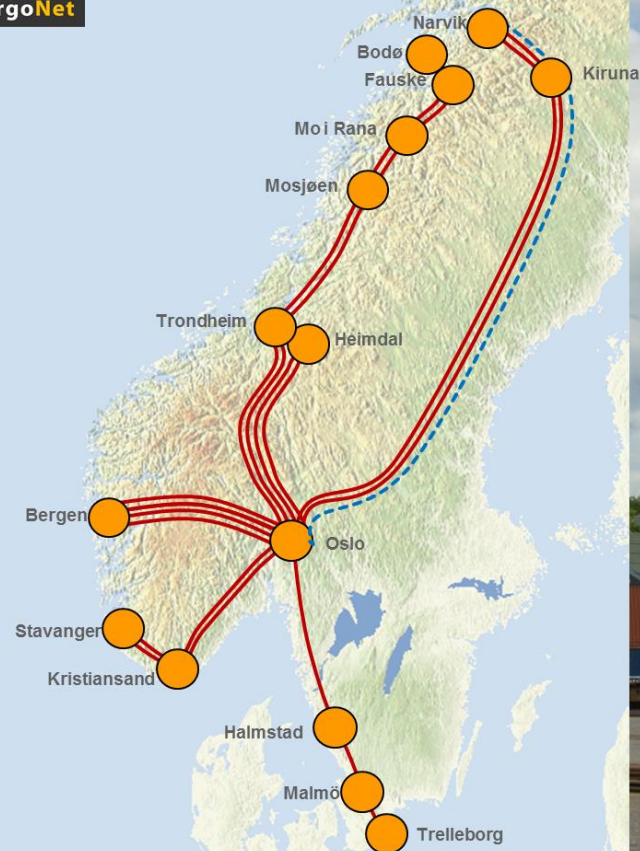 rgoNet
Narvik
Bodø
Kiruna
Fauske
Mo i Rana
Mosjøen
Trondheim
Heimdal
Bergen
Oslo
Stavanger
Kristiansand
Halmstad
Malmö
Trelleborg